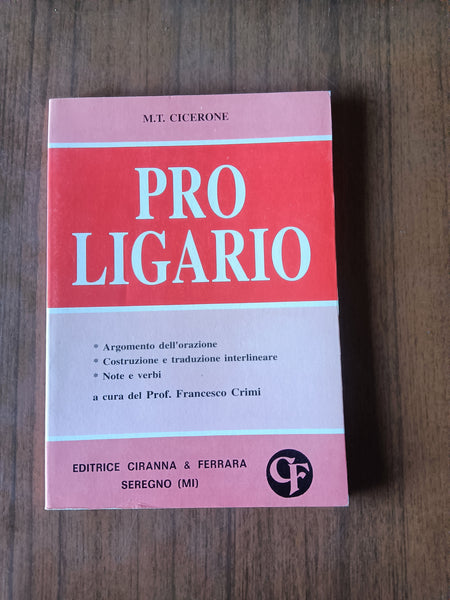 M.T. CICERONE
PRO
LIGARIO
* Argomento dell'orazione
* Costruzione e traduzione interlineare
* Note e verbi
a cura del Prof. Francesco Crimi
EDITRICE CIRANNA & FERRARA
SEREGNO (MI)
CF